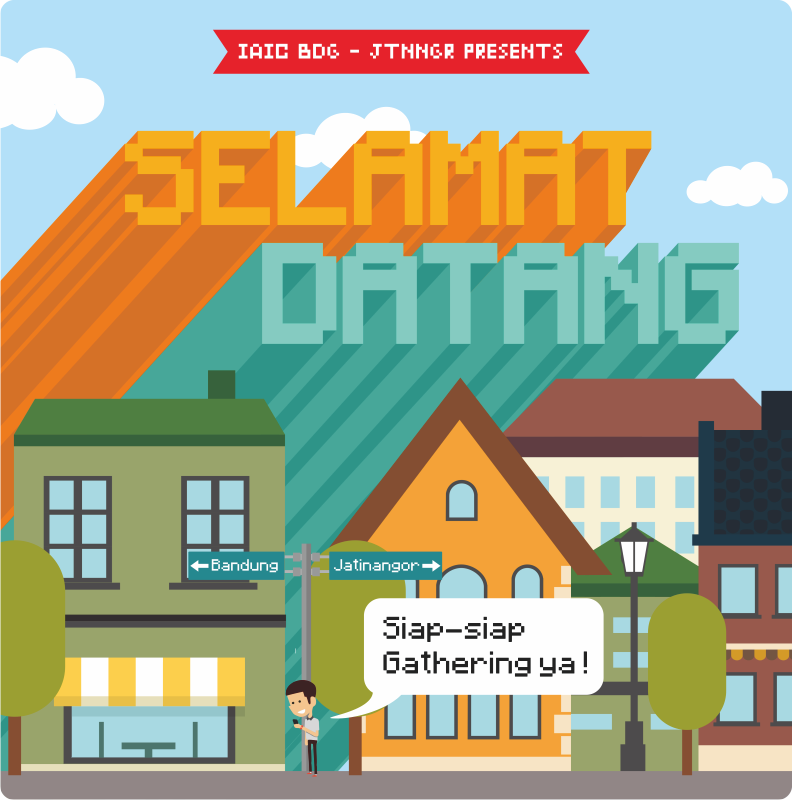 IAIC BDG - JTNNGR PRESENTS
SELAMAT
DATANG
←Bandung
Jatinangor→
Siap-siap
Gathering ya!